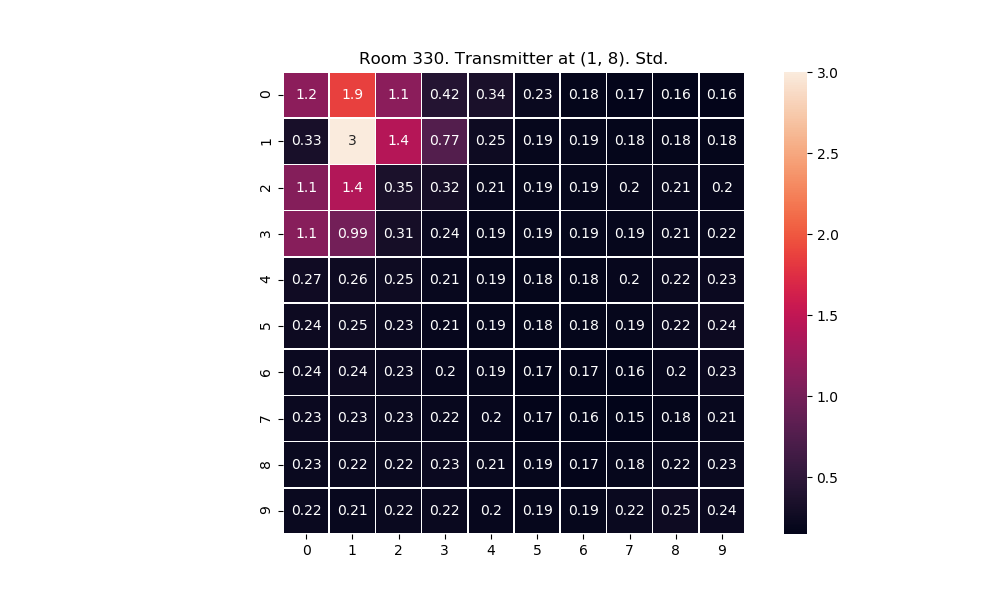 Room 330. Transmitter at (1, 8). Std.
0 1.2 1.9 1.1 0.42 0.34 0.23 0.18 0.17 0.16 0.16
1 0.33 3 1.4 0.77 0.25 0.19 0.19 0.18 0.18 0.18
2 1.1 1.4 0.35 0.32 0.21 0.19 0.19 0.2 0.21 0.2
3 1.1 0.99 0.31 0.24 0.19 0.19 0.19 0.19 0.21 0.22
4 0.27 0.26 0.25 0.21 0.19 0.18 0.18 0.2 0.22 0.23
5 0.24 0.25 0.23 0.21 0.19 0.18 0.18 0.19 0.22 0.24
6 0.24 0.24 0.23 0.2 0.19 0.17 0.17 0.16 0.2 0.23
7 0.23 0.23 0.23 0.22 0.2 0.17 0.16 0.15 0.18 0.21
8 0.23 0.22 0.22 0.23 0.21 0.19 0.17 0.18 0.22 0.23
9 0.22 0.21 0.22 0.22 0.2 0.19 0.19 0.22 0.25 0.24
0 1 2 3 4 5 6 7 8 9
3.0
2.5
2.0
1.5
1.0
0.5